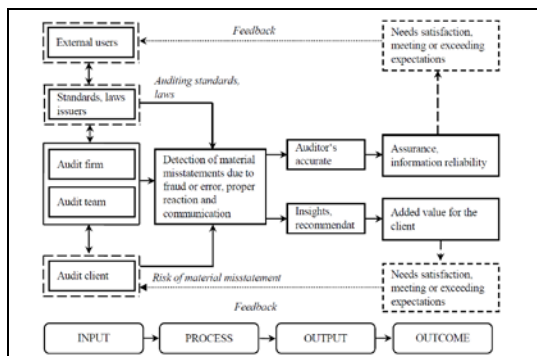 External users
Feedback
Needs satisfaction,
meeting or exceeding
expectations
Auditing standards,
laws
Standards, laws
issuers
Audit firm
Audit team
Detection of material
misstatements due to
fraud or error, proper
reaction and
communication
Auditor's
accurate
Assurance,
information reliability
Insights,
recommendat
Added value for the
client
Audit client
Risk of material misstatement
Needs satisfaction,
meeting or exceeding
expectations
Feedback
INPUT
PROCESS
OUTPUT
OUTCOME